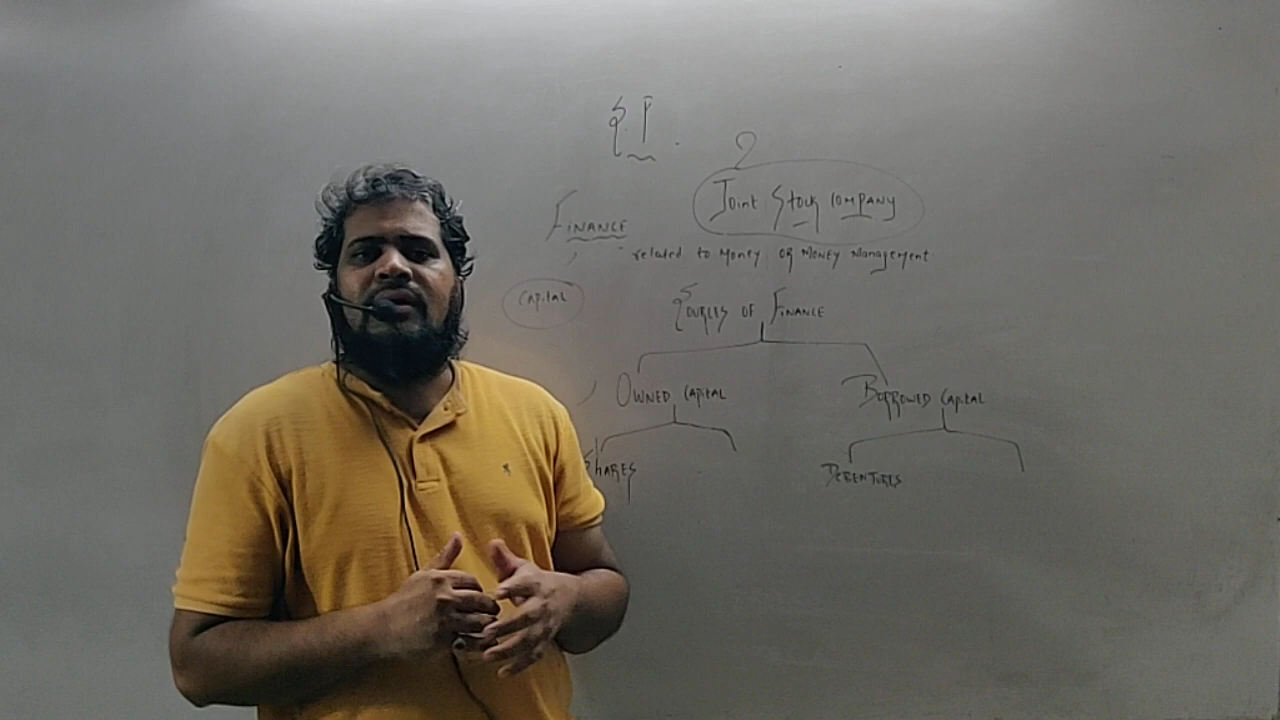 S.P.
2
Joint Stock Company
Finance
related to Money or Money Management
Capital
Sources of Finance
Owned Capital
Borrowed Capital
Shares
Debentures